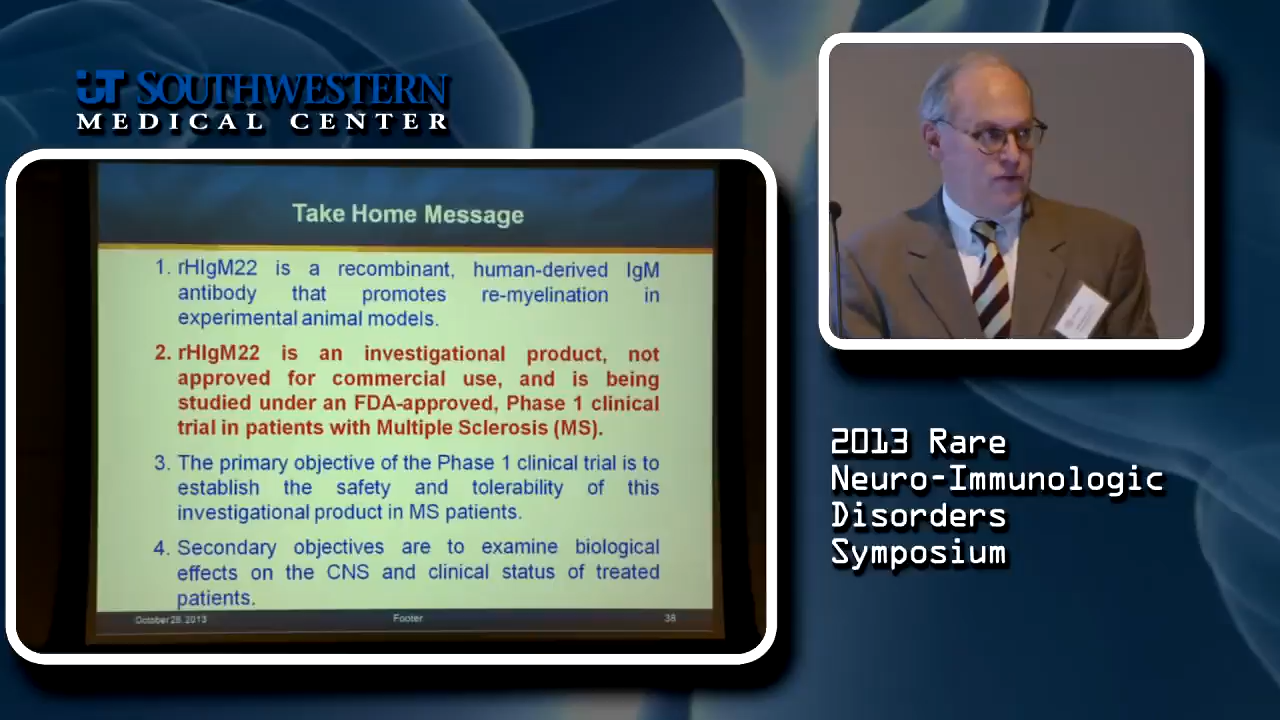 UT SOUTHWESTERN
MEDICAL CENTER
Take Home Message
1. rHIgM22 is a recombinant, human-derived IgM
antibody that promotes re-myelination in
experimental animal models.
2. rHIgM22 is an investigational product, not
approved for commercial use, and is being
studied under an FDA-approved, Phase 1 clinical
trial in patients with Multiple Sclerosis (MS).
3. The primary objective of the Phase 1 clinical trial is to
establish the safety and tolerability of this
investigational product in MS patients.
4. Secondary objectives are to examine biological
effects on the CNS and clinical status of treated
patients.
October 28, 2013 Footer 38
2013 Rare
Neuro-Immunologic
Disorders
Symposium